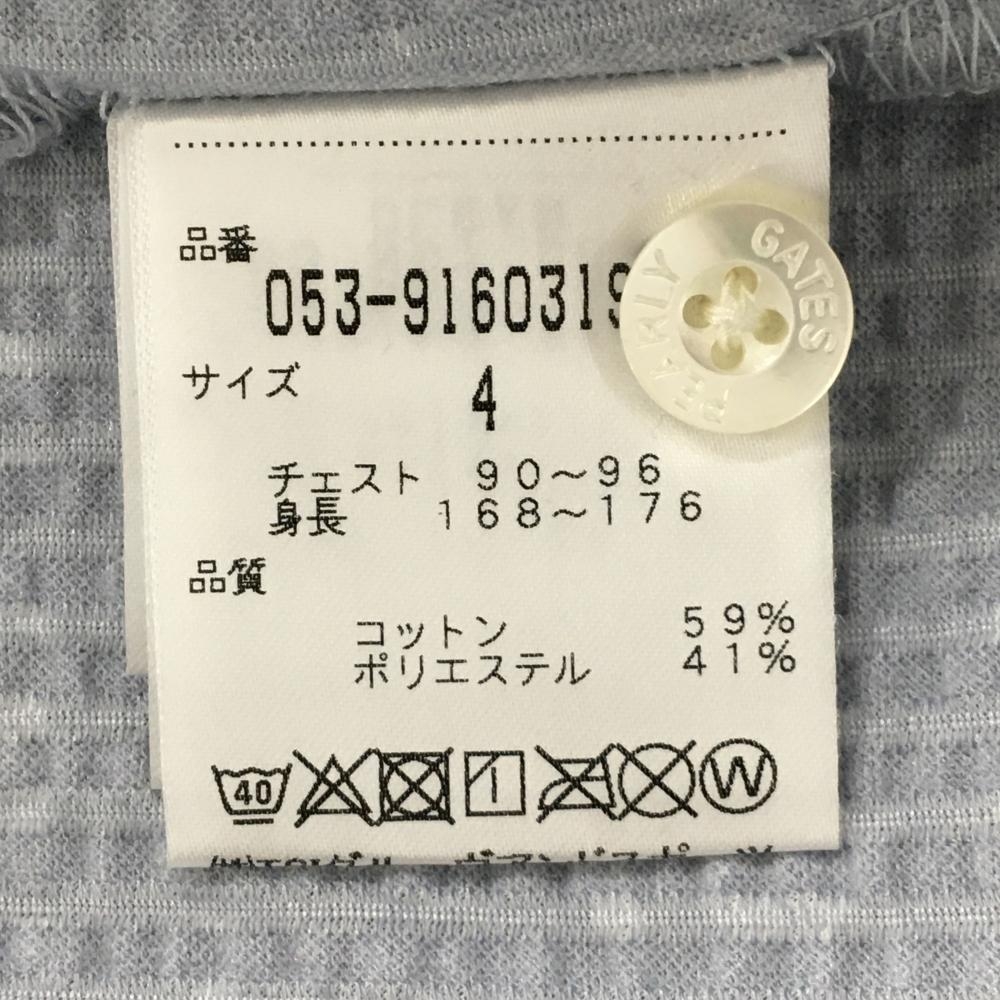 品番
053-9160319
PEARLY GATES
サイズ 4
チェスト 90～96
身長 168～176
品質
コットン 59%
ポリエステル 41%
40 W